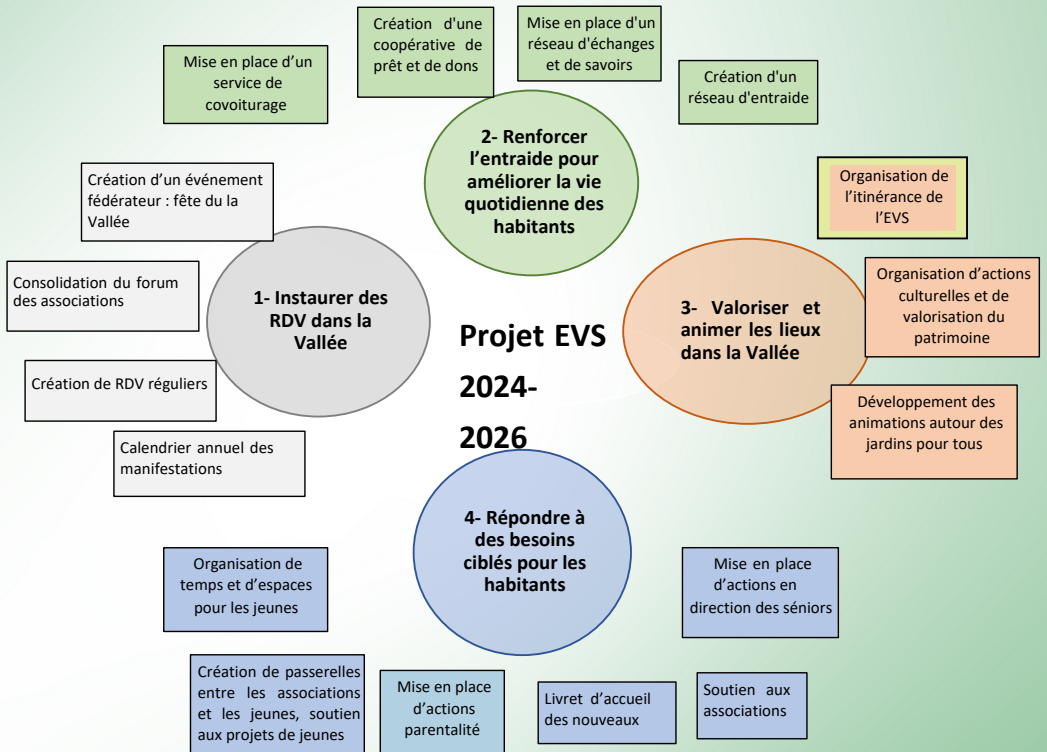 Mise en place d'un
service de
covoiturage
Création d'une
coopérative de
prêt et de dons
Mise en place d'un
réseau d'échanges
et de savoirs
Création d'un
réseau d'entraide
2- Renforcer
l'entraide pour
améliorer la vie
quotidienne des
habitants
Création d'un événement
fédérateur : fête du la
Vallée
Consolidation du forum
des associations
Création de RDV réguliers
Calendrier annuel des
manifestations
1- Instaurer des
RDV dans la
Vallée
Projet EVS
2024-
2026
3- Valoriser et
animer les lieux
dans la Vallée
Organisation de
l'itinérance de
l'EVS
Organisation d'actions
culturelles et de
valorisation du
patrimoine
Développement des
animations autour des
jardins pour tous
4- Répondre à
des besoins
ciblés pour les
habitants
Organisation de
temps et d'espaces
pour les jeunes
Mise en place
d'actions en
direction des séniors
Création de passerelles
entre les associations
et les jeunes, soutien
aux projets de jeunes
Mise en place
d'actions
parentalité
Livret d'accueil
des nouveaux
Soutien aux
associations